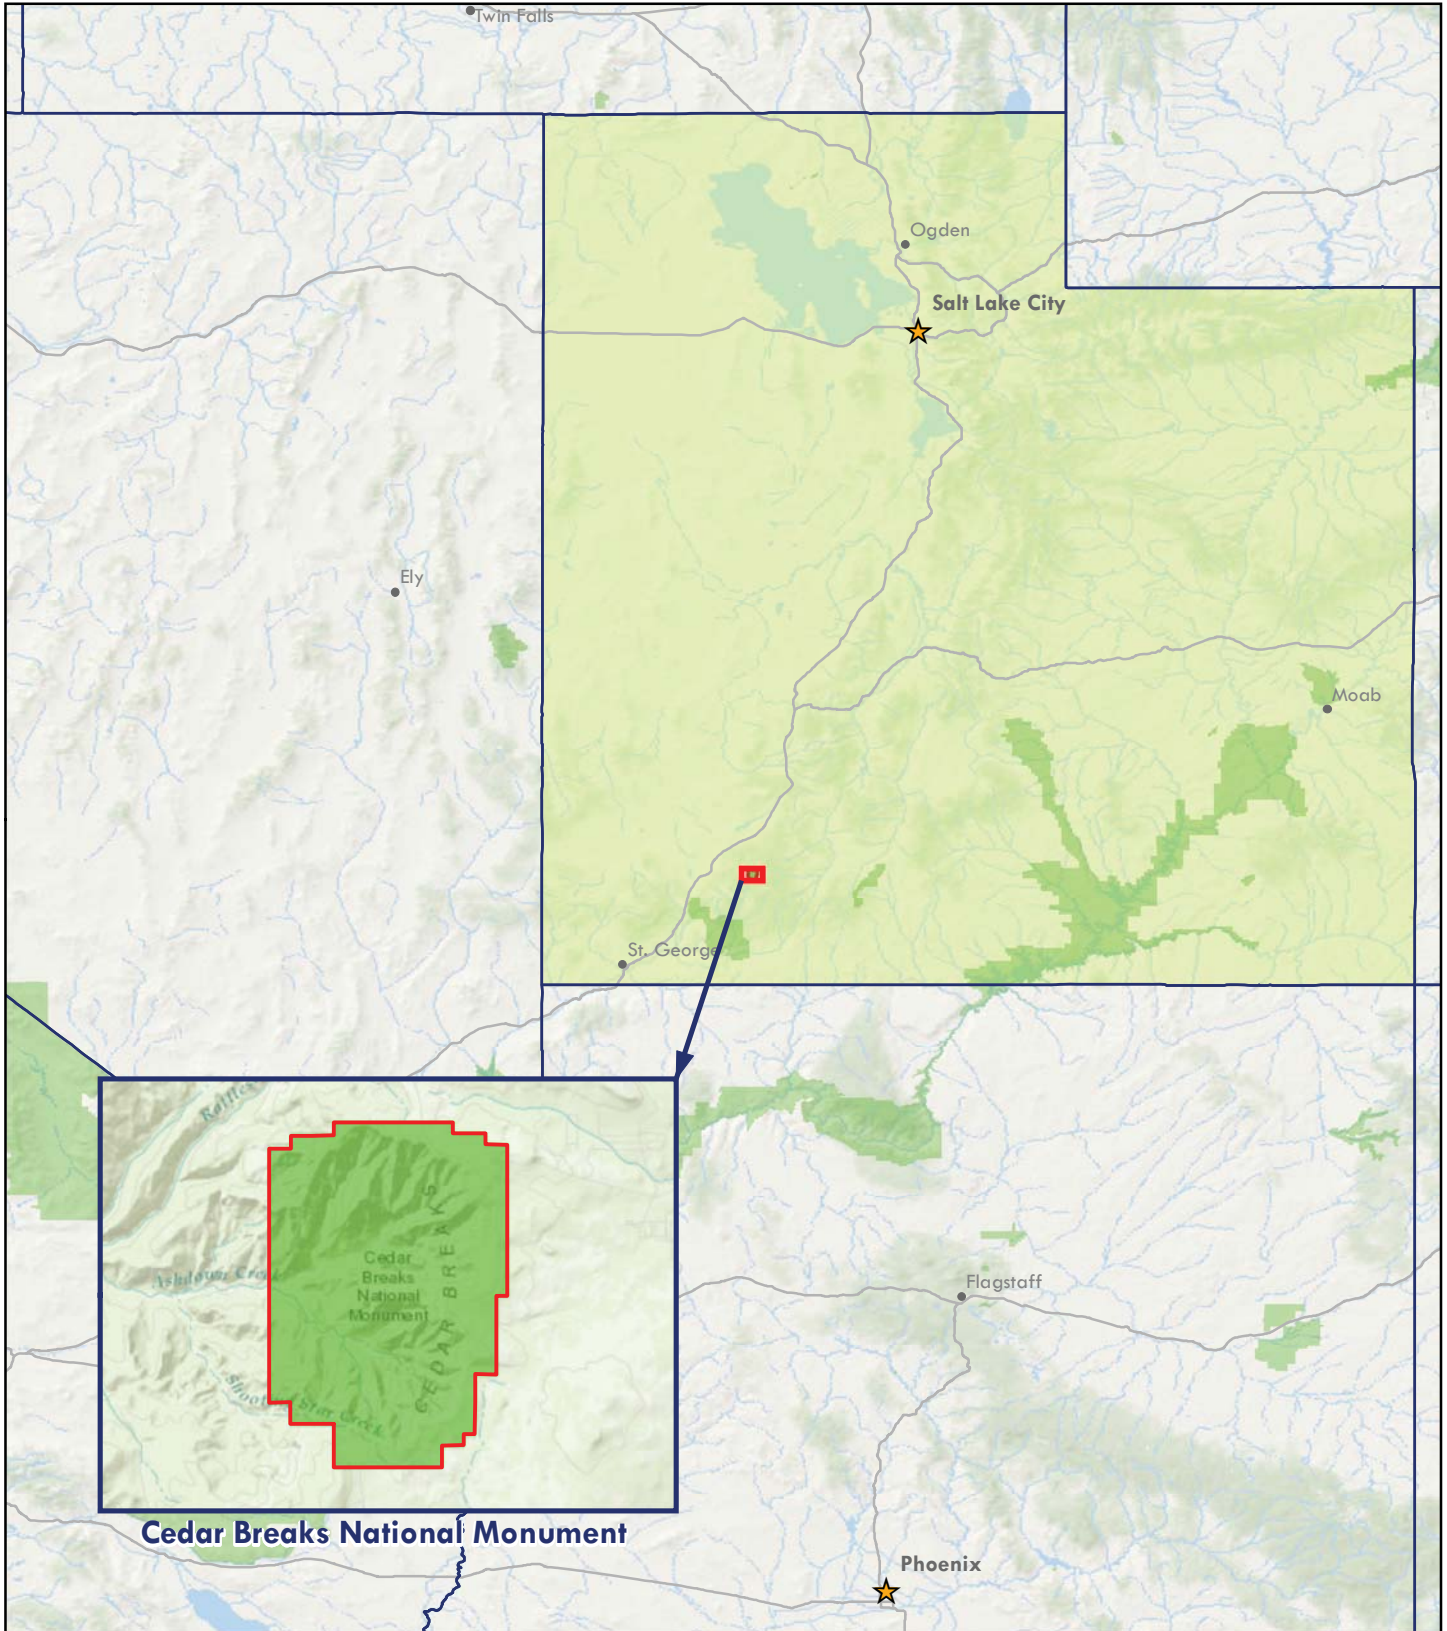 Twin Falls
Ogden
Salt Lake City
Ely
Moab
St. George
Cedar
Breaks
National
Monument
CEDAR BREAKS
Ashdown Creek
Shooting Star Creek
Flagstaff
Cedar Breaks National Monument
Phoenix